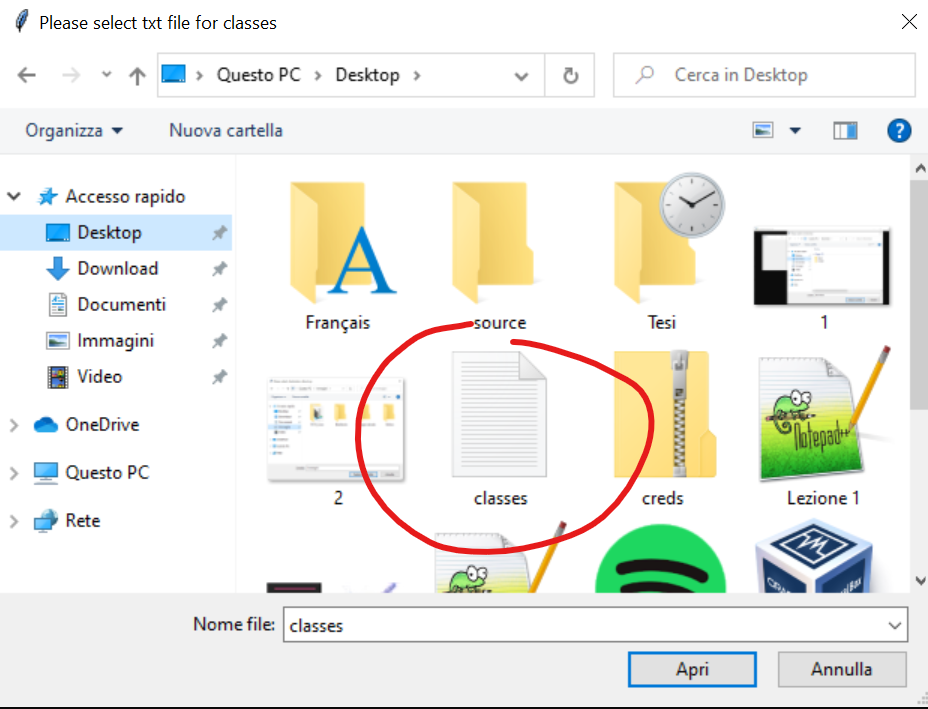 Please select txt file for classes
Questo PC > Desktop >
Cerca in Desktop
Organizza
Nuova cartella
?
Accesso rapido
Desktop
Download
Documenti
Immagini
Video
OneDrive
Questo PC
Rete
A
Français
source
Tesi
1
2
classes
creds
Notepad++
Lezione 1
Nome file:
classes
Apri
Annulla